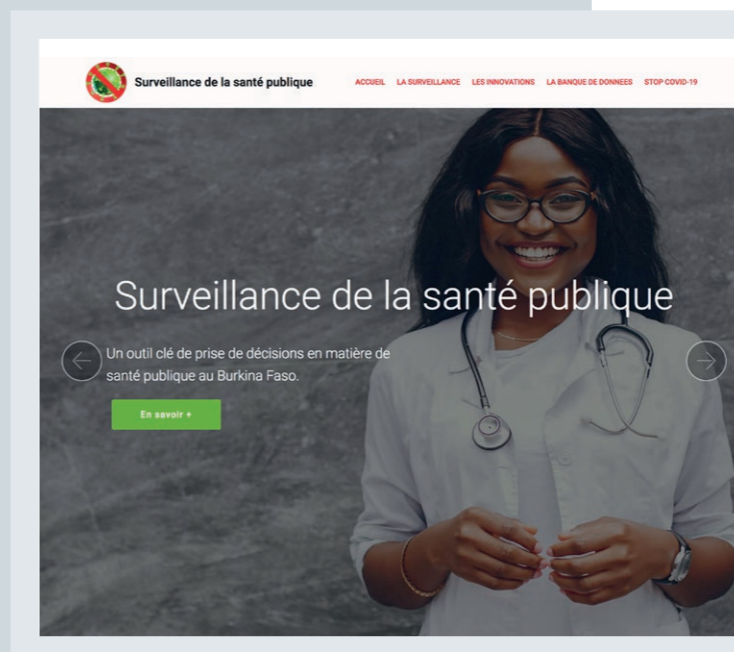 Surveillance de la santé publique
ACCUEIL LA SURVEILLANCE LES INNOVATIONS LA BANQUE DE DONNEES STOP COVID-19
Surveillance de la santé publique
Un outil clé de prise de décisions en matière de
santé publique au Burkina Faso.
En savoir +